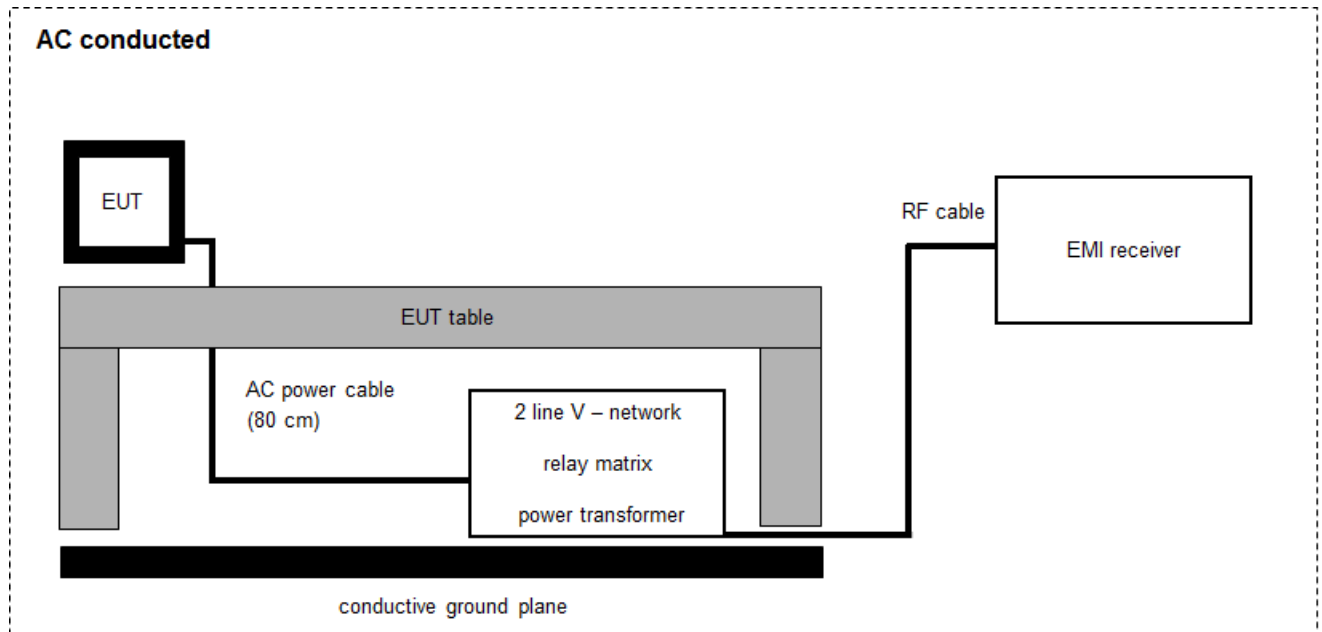 AC conducted
EUT
RF cable
EMI receiver
EUT table
AC power cable
(80 cm)
2 line V – network
relay matrix
power transformer
conductive ground plane